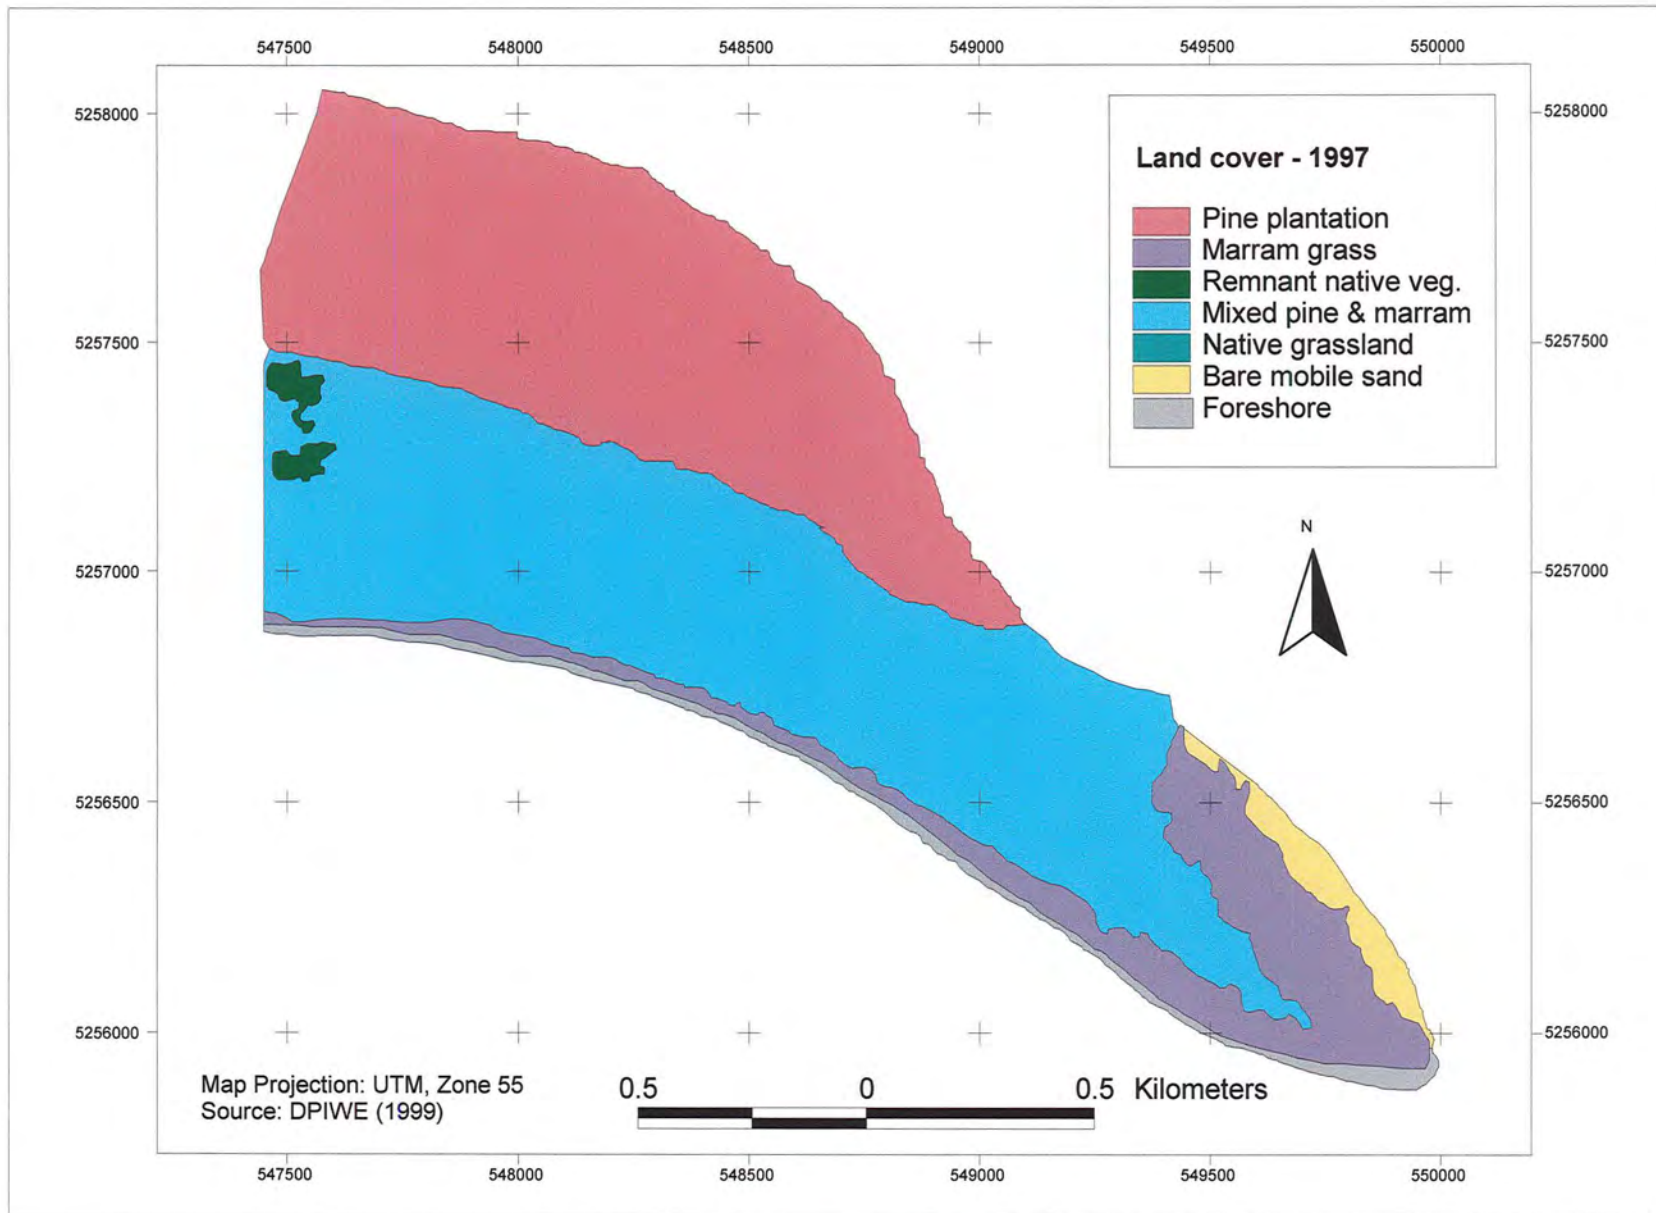 547500 548000 548500 549000 549500 550000
5258000 5258000
Land cover - 1997
Pine plantation
Marram grass
Remnant native veg.
Mixed pine & marram
Native grassland
Bare mobile sand
Foreshore
5257500 5257500
N
5257000 5257000
5256500 5256500
5256000 5256000
Map Projection: UTM, Zone 55
Source: DPIWE (1999)
0.5 0 0.5 Kilometers
547500 548000 548500 549000 549500 550000